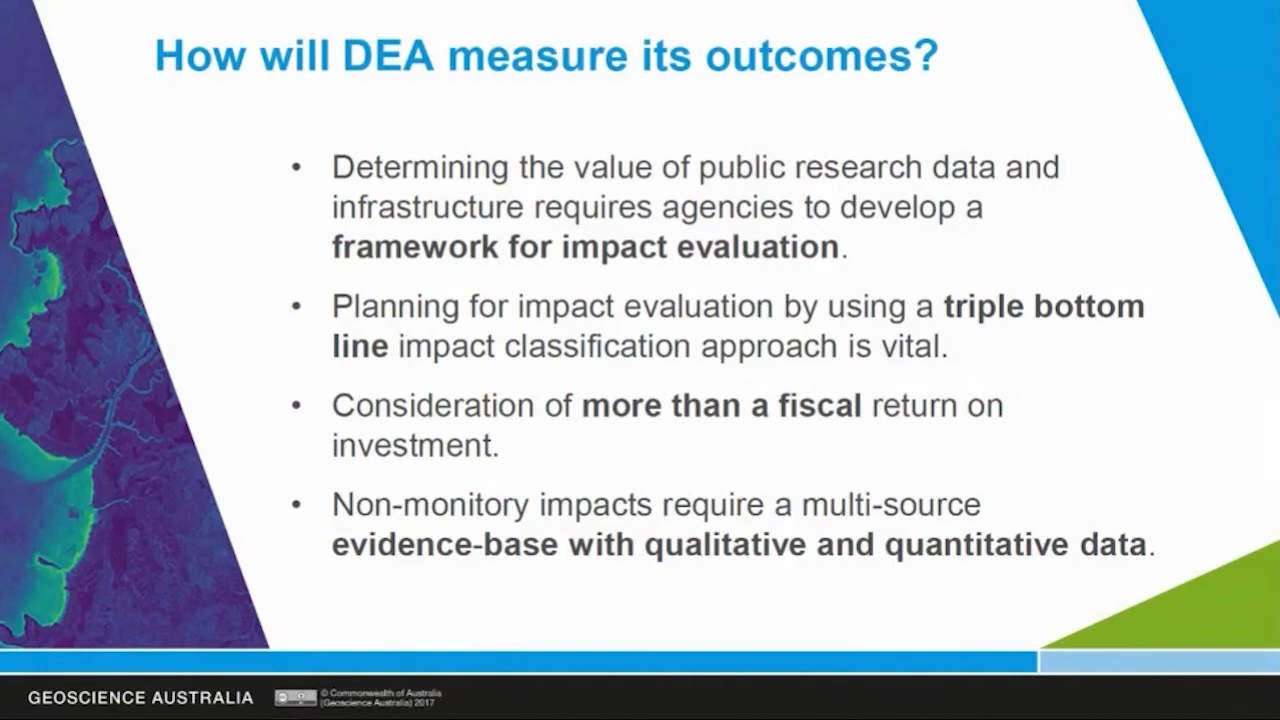 How will DEA measure its outcomes?
• Determining the value of public research data and
infrastructure requires agencies to develop a
framework for impact evaluation.
• Planning for impact evaluation by using a triple bottom
line impact classification approach is vital.
• Consideration of more than a fiscal return on
investment.
• Non-monitory impacts require a multi-source
evidence-base with qualitative and quantitative data.
GEOSCIENCE AUSTRALIA
© Commonwealth of Australia
(Geoscience Australia) 2017